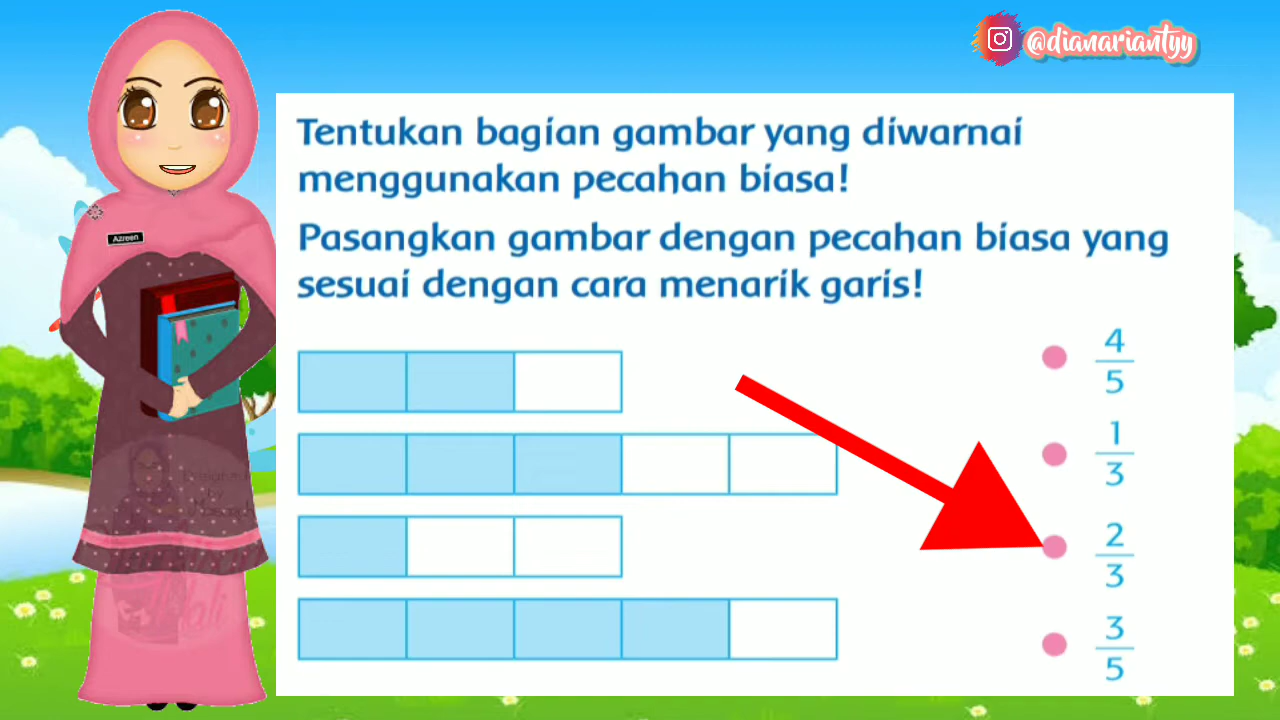 @dianariantyy
Tentukan bagian gambar yang diwarnai
menggunakan pecahan biasa!
Pasangkan gambar dengan pecahan biasa yang
sesuai dengan cara menarik garis!
Azreen
4
5
1
3
2
3
3
5